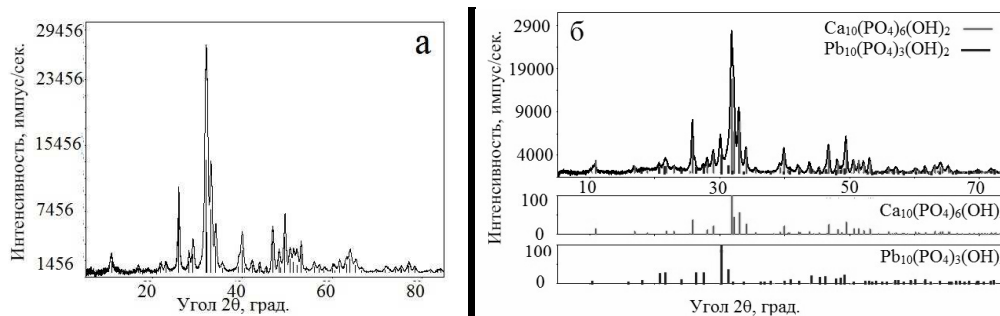 а
Интенсивность, импус/сек.
29456
23456
15456
7456
1456
20 40 60 80
Угол 2θ, град.
б
Ca10(PO4)6(OH)2
Pb10(PO4)3(OH)2
Интенсивность, импус/сек.
2900
19000
9000
4000
10 30 50 70
100
0
Ca10(PO4)6(OH)
100
0
Pb10(PO4)3(OH)
Угол 2θ, град.